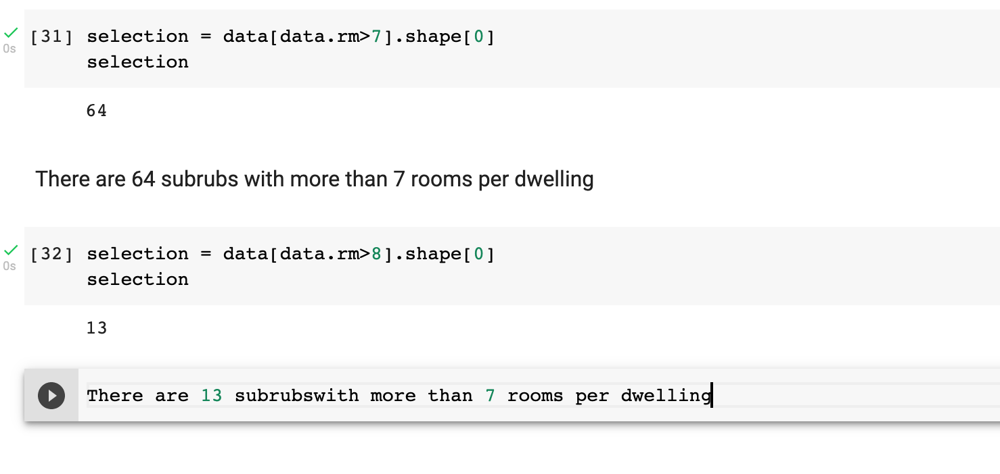 [31] selection = data[data.rm>7].shape[0]
0s
selection
64
There are 64 subrubs with more than 7 rooms per dwelling
[32] selection = data[data.rm>8].shape[0]
0s
selection
13
There are 13 subrubswith more than 7 rooms per dwelling